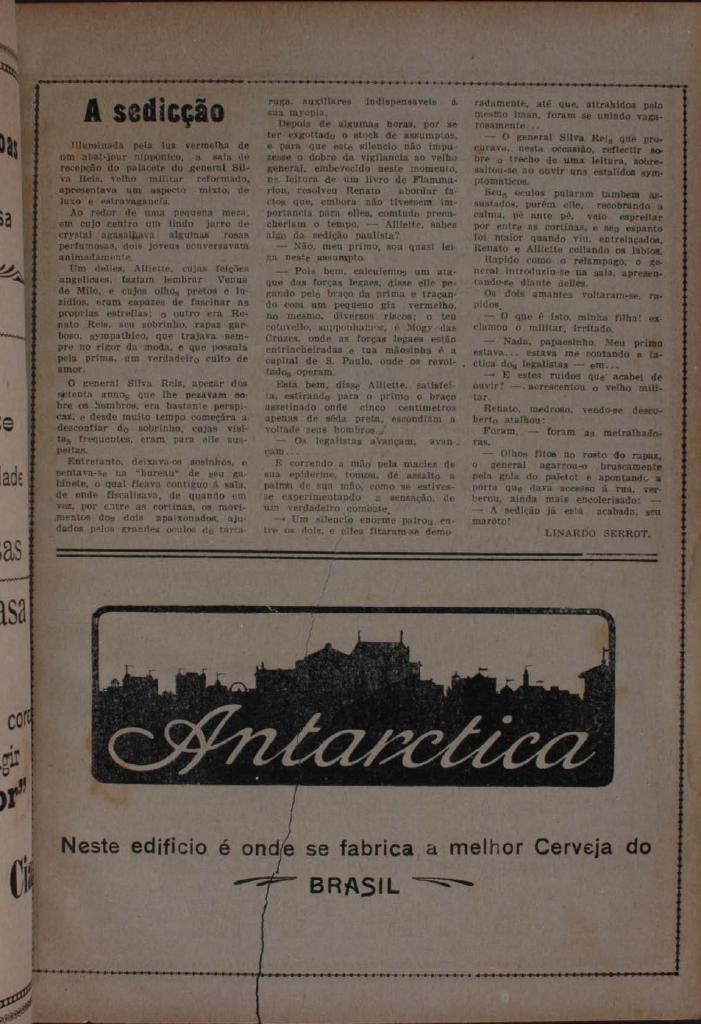 A sedicção
Illuminada pela luz vermelha de
um abat-jour nipponico, a sala de
recepção do palacete do general Sil-
va Reis, velho militar reformado,
apresentava um aspecto mixto, de
luxo e extravagancia.
Ao redor de uma pequena mesa,
em cujo centro um lindo jarro de
crystal agasalhava algumas rosas
perfumosas, dois jovens conversavam
animadamente.
Um delles, Alliette, cujas feições
angelicaes, faziam lembrar Venus
de Milo, e cujos olhos pretos e lu-
zidios, eram capazes de fascinar as
proprias estrellas; o outro era Re-
nato Reis, seu sobrinho, rapaz gar-
boso, sympathico, que trajava sem-
pre no rigor da moda, e que possuia
pela prima, um verdadeiro culto de
amor.
O general Silva Reis, apezar dos
setenta annos que lhe pesavam so-
bre os hombros, era bastante perspi-
caz, e desde muito tempo começára a
desconfiar do sobrinho, cujas visi-
tas frequentes, eram para elle sus-
peitas.
Entretanto, deixava-os sosinhos, e
sentava-se na "bureau" de seu ga-
binete, o qual ficava contiguo á sala,
de onde fiscalisava, de quando em
vez, por entre as cortinas, os movi-
mentos dos dois apaixonados, aju-
dados pelos grandes oculos de tarta-
ruga, auxiliares indispensaveis á
sua myopia.
Depois de algumas horas, por se
ter exgottado o stock de assumptos,
e para que este silencio não impu-
zesse o dobro da vigilancia ao velho
general, embevecido neste momento,
na leitura de um livro de Flamma-
rion, resolveu Renato abordar fa-
ctos que, embora não tivessem im-
portancia para elles, comtudo preen-
cheriam o tempo, — Alliette, sabes
algo da sedição paulista?
— Não, meu primo, sou quasi lei-
ga neste assumpto.
— Pois bem, calculemos um ata-
que das forças legaes, disse elle pe-
gando pelo braço da prima e traçan-
do com um pequeno giz vermelho,
no mesmo, diversos riscos; o teu
cotovello, supponhamos, é Mogy das
Cruzes, onde as forças legaes estão
entrincheiradas e tua mãosinha é a
capital de S. Paulo, onde os revol-
tados operam.
Está bem, disse Alliette, satisfei-
ta, estirando para o primo o braço
assetinado onde cinco centimetros
apenas de sêda preta, escondiam a
voltade seus hombros.
— Os legalistas avançam, avan-
çam...
E correndo a mão pela maciez de
sua epiderme, tomou, de assalto a
palma de sua mão, como se estives-
se experimentando a sensação, de
um verdadeiro combate.
— Um silencio enorme pairou en-
tre os dois, e elles fitaram-se demo-
radamente, até que, attrahidos pelo
mesmo iman, foram se unindo vaga-
rosamente...
— O general Silva Reis que pro-
curava, nesta occasião, reflectir so-
bre o trecho de uma leitura, sobre-
saltou-se ao ouvir uns estalidos sym-
ptomaticos.
Seus oculos pularam tambem as-
sustados, porém elle, recobrando a
calma, pé ante pé, veio espreitar
por entre as cortinas, e seu espanto
foi maior quando viu, entrelaçados,
Renato e Alliette collando os labios.
Rapido como o relampago, o ge-
neral introduziu-se na sala, apresen-
tando-se diante delles.
Os dois amantes voltaram-se, ra-
pidos.
— O que é isto, minha filha! ex-
clamou o militar, irritado.
— Nada, papaesinho. Meu primo
estava... estava me contando a ta-
ctica dos legalistas — em...
— E estes ruidos que acabei de
ouvir? —. acrescentou o velho mili-
tar.
Renato, medroso, vendo-se desco-
berto atalhou:
Foram, — foram as metralhado-
ras.
— Olhos fitos no rosto do rapaz,
o general agarrou-o bruscamente
pela gola do paletot e apontando a
porta que dava accesso á rua, ver-
berou, ainda mais encolerisado: —
— A sedição já está acabada, seu
marôto!
LINARDO SERROT.
Antarctica
Neste edificio é onde se fabrica a melhor Cerveja do
BRASIL